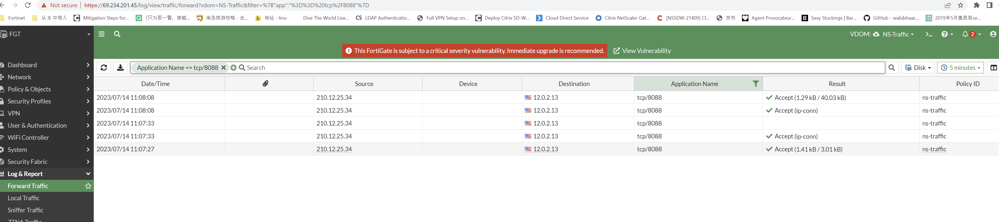 Not secure https://69.234.201.45/log/view/traffic/forward?vdom=NS-Traffic&filter=%7B"app":"%3D%3D%20tcp%2F8088"%7D
Fortinet 从 IE 中导入 Mitigation Steps for... 《只为那一瞥，穿越... 埃及旅游攻略 - 去... 地址 - lino Dive The World Live... CS LDAP Authenticatio... Full VPN Setup on... Deploy Citrix SD-W... Cloud Direct Service Citrix NetScaler Gat... [NSSDW-21409] Cl... 发布 Agent Provocateur... B Sexy Stockings | Bar... GitHub - walidshaar... 2019年5月墨西哥ce...
FGT VDOM: NS-Traffic 2
This FortiGate is subject to a critical severity vulnerability. Immediate upgrade is recommended. View Vulnerability
Dashboard
Network
Policy & Objects
Security Profiles
VPN
User & Authentication
WiFi Controller
System
Security Fabric
Log & Report
Forward Traffic
Local Traffic
Sniffer Traffic
ZTNA Traffic
Application Name == tcp/8088 Search Disk 5 minutes
Date/Time Source Device Destination Application Name Result Policy ID
2023/07/14 11:08:08 210.12.25.34 12.0.2.13 tcp/8088 Accept (1.29 kB / 40.03 kB) ns-traffic
2023/07/14 11:08:08 210.12.25.34 12.0.2.13 tcp/8088 Accept (ip-conn) ns-traffic
2023/07/14 11:07:33 210.12.25.34 12.0.2.13 tcp/8088 ns-traffic
2023/07/14 11:07:33 210.12.25.34 12.0.2.13 tcp/8088 Accept (ip-conn) ns-traffic
2023/07/14 11:07:27 210.12.25.34 12.0.2.13 tcp/8088 Accept (1.41 kB / 3.01 kB) ns-traffic